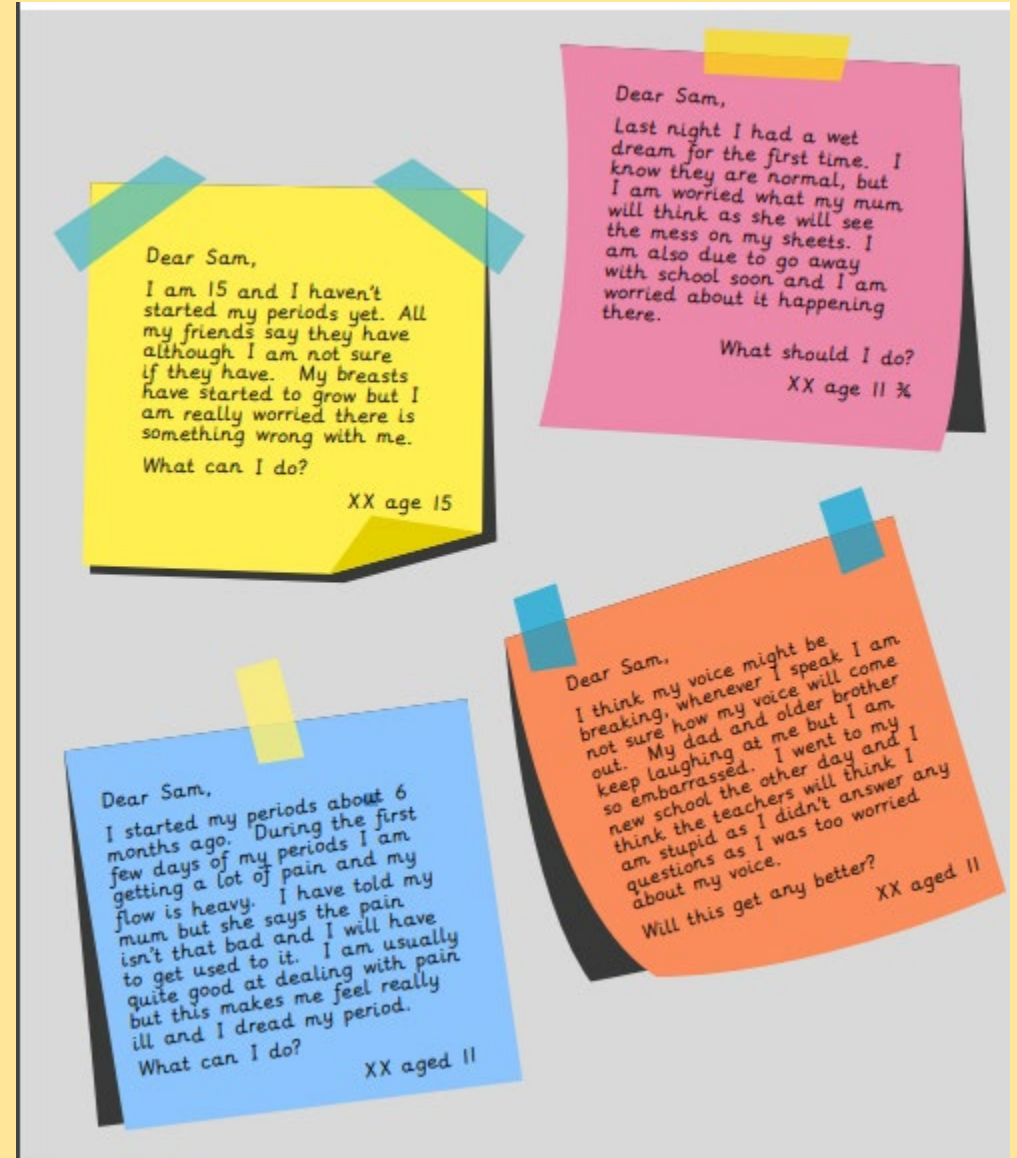 Dear Sam,
I am 15 and I haven't
started my periods yet. All
my friends say they have
although I am not sure
if they have. My breasts
have started to grow but I
am really worried there is
something wrong with me.
What can I do?
XX age 15
Dear Sam,
Last night I had a wet
dream for the first time. I
know they are normal, but
I am worried what my mum
will think as she will see
the mess on my sheets. I
am also due to go away
with school soon and I am
worried about it happening
there.
What should I do?
XX age 11 ¾
Dear Sam,
I started my periods about 6
months ago. During the first
few days of my periods I am
getting a lot of pain and my
flow is heavy. I have told my
mum but she says the pain
isn't that bad and I will have
to get used to it. I am usually
quite good at dealing with pain
but this makes me feel really
ill and I dread my period.
What can I do?
XX aged 11
Dear Sam,
I think my voice might be
breaking, whenever I speak I am
not sure how my voice will come
out. My dad and older brother
keep laughing at me but I am
so embarrassed. I went to my
new school the other day and I
think the teachers will think I
am stupid as I didn't answer any
questions as I was too worried
about my voice.
Will this get any better?
XX aged 11